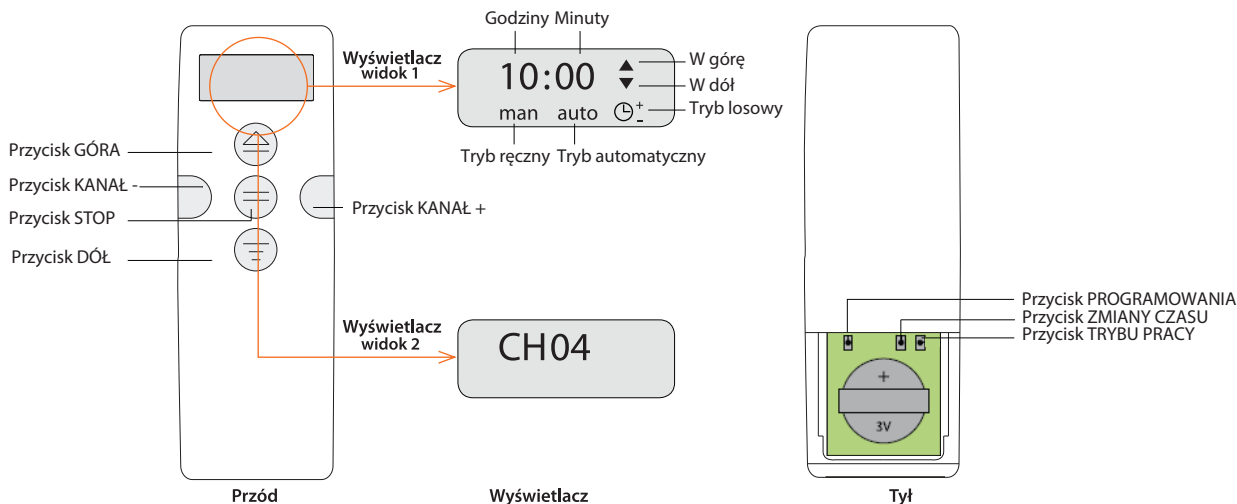 Godziny Minuty
Wyświetlacz
widok 1
10:00
W górę
W dół
man auto + -
Tryb losowy
Tryb ręczny Tryb automatyczny
Przycisk GÓRA
Przycisk KANAŁ -
Przycisk STOP
Przycisk KANAŁ +
Przycisk DÓŁ
Wyświetlacz
widok 2
CH04
Przycisk PROGRAMOWANIA
Przycisk ZMIANY CZASU
Przycisk TRYBU PRACY
+
3V
Przód
Wyświetlacz
Tył